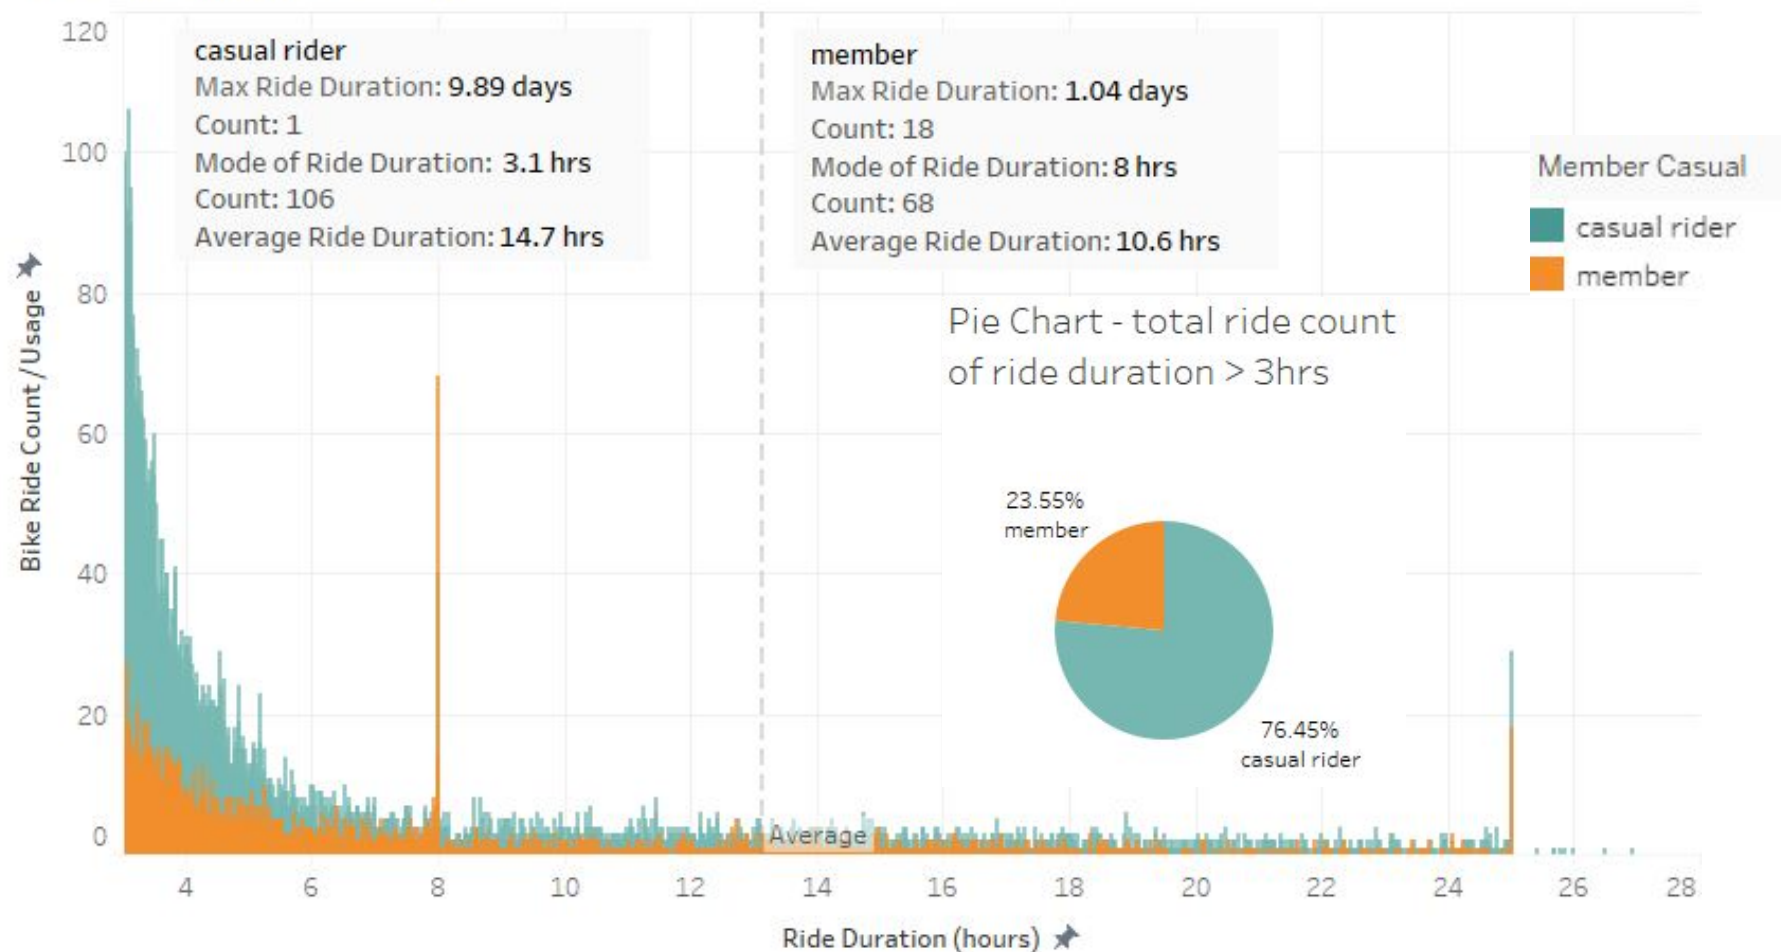 casual rider
Max Ride Duration: 9.89 days
Count: 1
Mode of Ride Duration: 3.1 hrs
Count: 106
Average Ride Duration: 14.7 hrs
member
Max Ride Duration: 1.04 days
Count: 18
Mode of Ride Duration: 8 hrs
Count: 68
Average Ride Duration: 10.6 hrs
Member Casual
casual rider
member
Pie Chart - total ride count
of ride duration > 3hrs
23.55%
member
76.45%
casual rider
Bike Ride Count /Usage
120
100
80
60
40
20
0
Average
4 6 8 10 12 14 16 18 20 22 24 26 28
Ride Duration (hours)